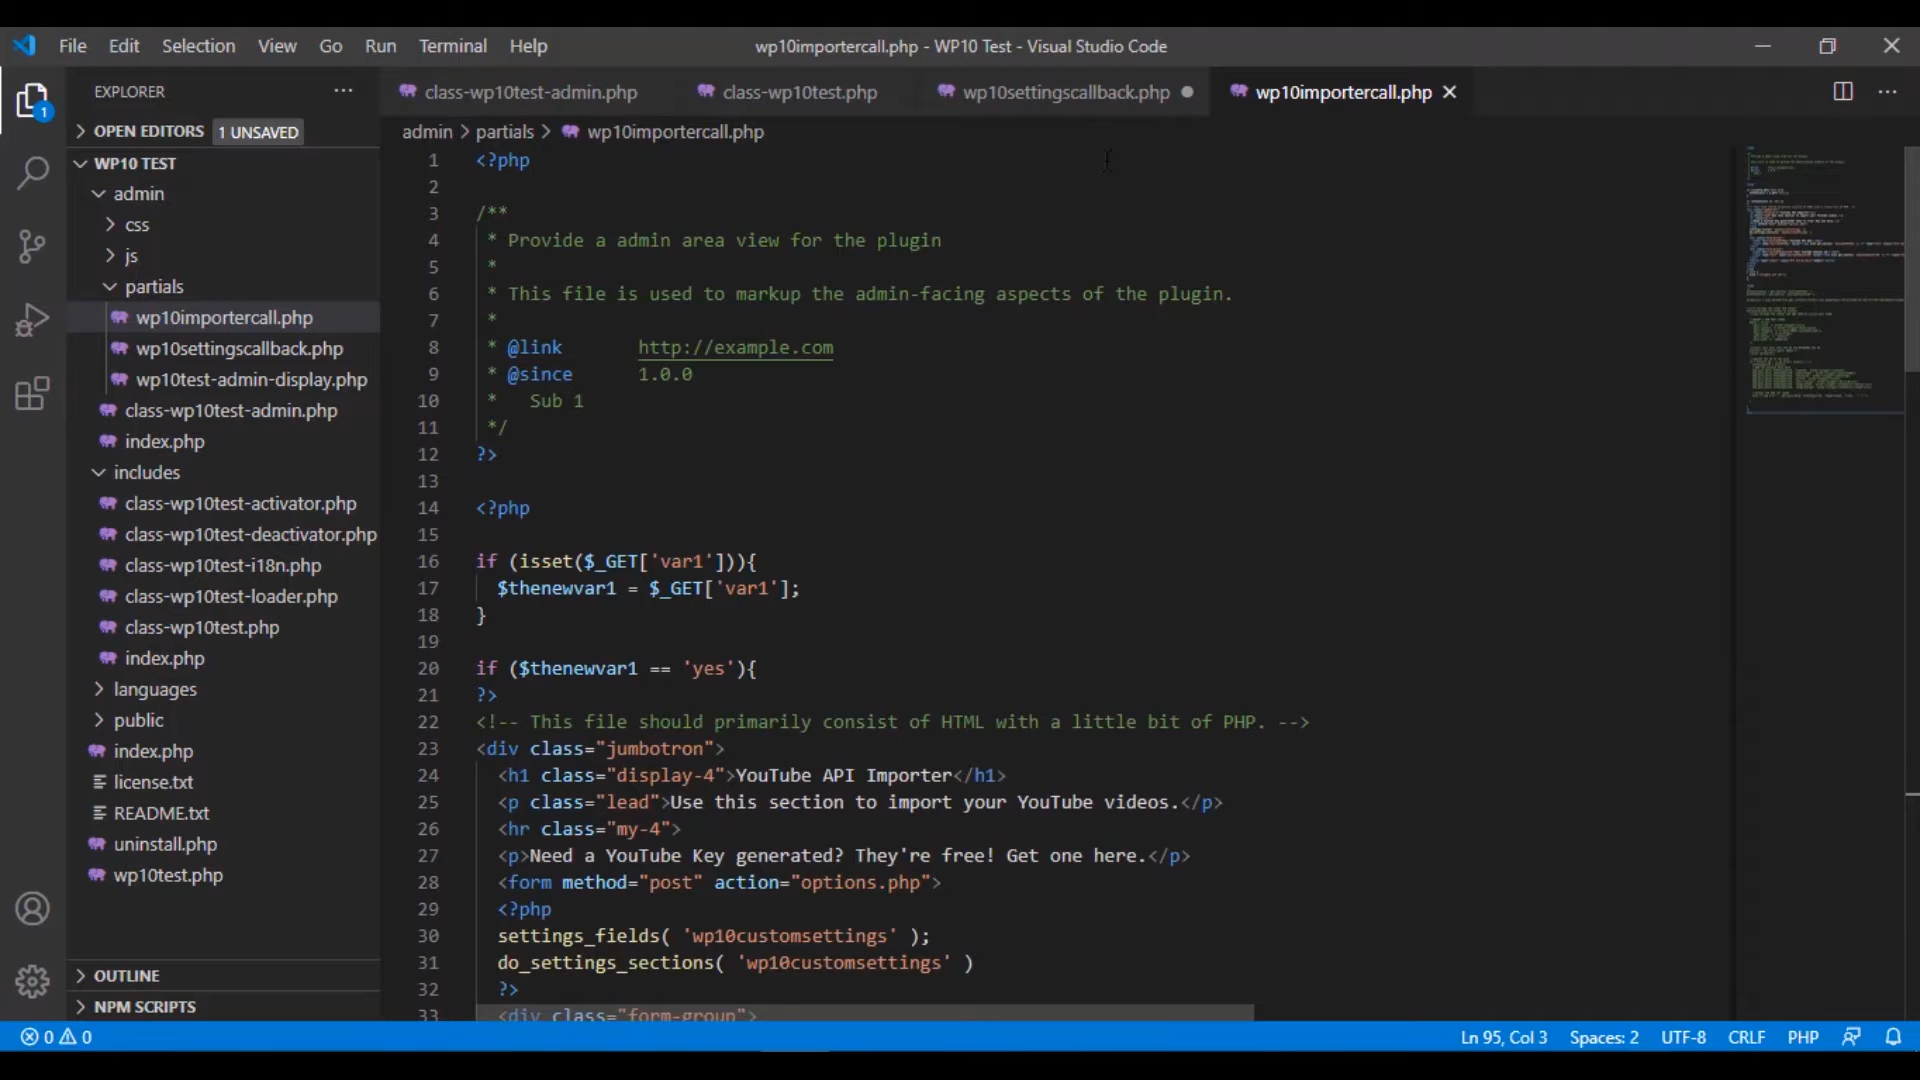 File Edit Selection View Go Run Terminal Help
wp10importercall.php - WP10 Test - Visual Studio Code
1
EXPLORER
OPEN EDITORS 1 UNSAVED
WP10 TEST
admin
css
js
partials
wp10importercall.php
wp10settingscallback.php
wp10test-admin-display.php
class-wp10test-admin.php
index.php
includes
class-wp10test-activator.php
class-wp10test-deactivator.php
class-wp10test-i18n.php
class-wp10test-loader.php
class-wp10test.php
index.php
languages
public
index.php
license.txt
README.txt
uninstall.php
wp10test.php
OUTLINE
NPM SCRIPTS
class-wp10test-admin.php class-wp10test.php wp10settingscallback.php wp10importercall.php
admin > partials > wp10importercall.php
1 <?php
2
3 /**
4 * Provide a admin area view for the plugin
5 *
6 * This file is used to markup the admin-facing aspects of the plugin.
7 *
8 * @link http://example.com
9 * @since 1.0.0
10 * Sub 1
11 */
12 ?>
13
14 <?php
15
16 if (isset($_GET['var1'])){
17 $thenewvar1 = $_GET['var1'];
18 }
19
20 if ($thenewvar1 == 'yes'){
21 ?>
22 <!-- This file should primarily consist of HTML with a little bit of PHP. -->
23 <div class="jumbotron">
24 <h1 class="display-4">YouTube API Importer</h1>
25 <p class="lead">Use this section to import your YouTube videos.</p>
26 <hr class="my-4">
27 <p>Need a YouTube Key generated? They're free! Get one here.</p>
28 <form method="post" action="options.php">
29 <?php
30 settings_fields( 'wp10customsettings' );
31 do_settings_sections( 'wp10customsettings' )
32 ?>
33 <div class="form-group">
0 0
Ln 95, Col 3 Spaces: 2 UTF-8 CRLF PHP